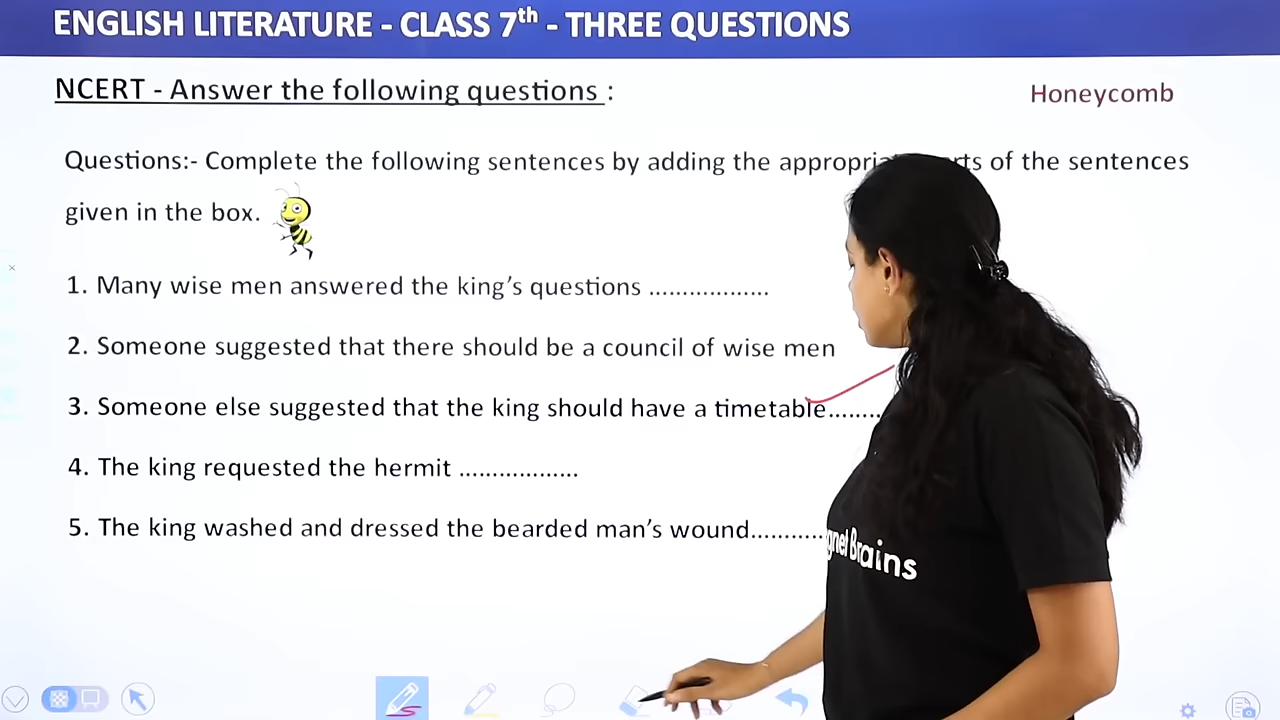 ENGLISH LITERATURE - CLASS 7th - THREE QUESTIONS
NCERT - Answer the following questions :
Honeycomb
Questions:- Complete the following sentences by adding the of the sentences
given in the box.
1. Many wise men answered the king's questions ..................
2. Someone suggested that there should be a council of wise men
3. Someone else suggested that the king should have a timetable........
4. The king requested the hermit ..................
5. The king washed and dressed the bearded man's wound...........
Brains